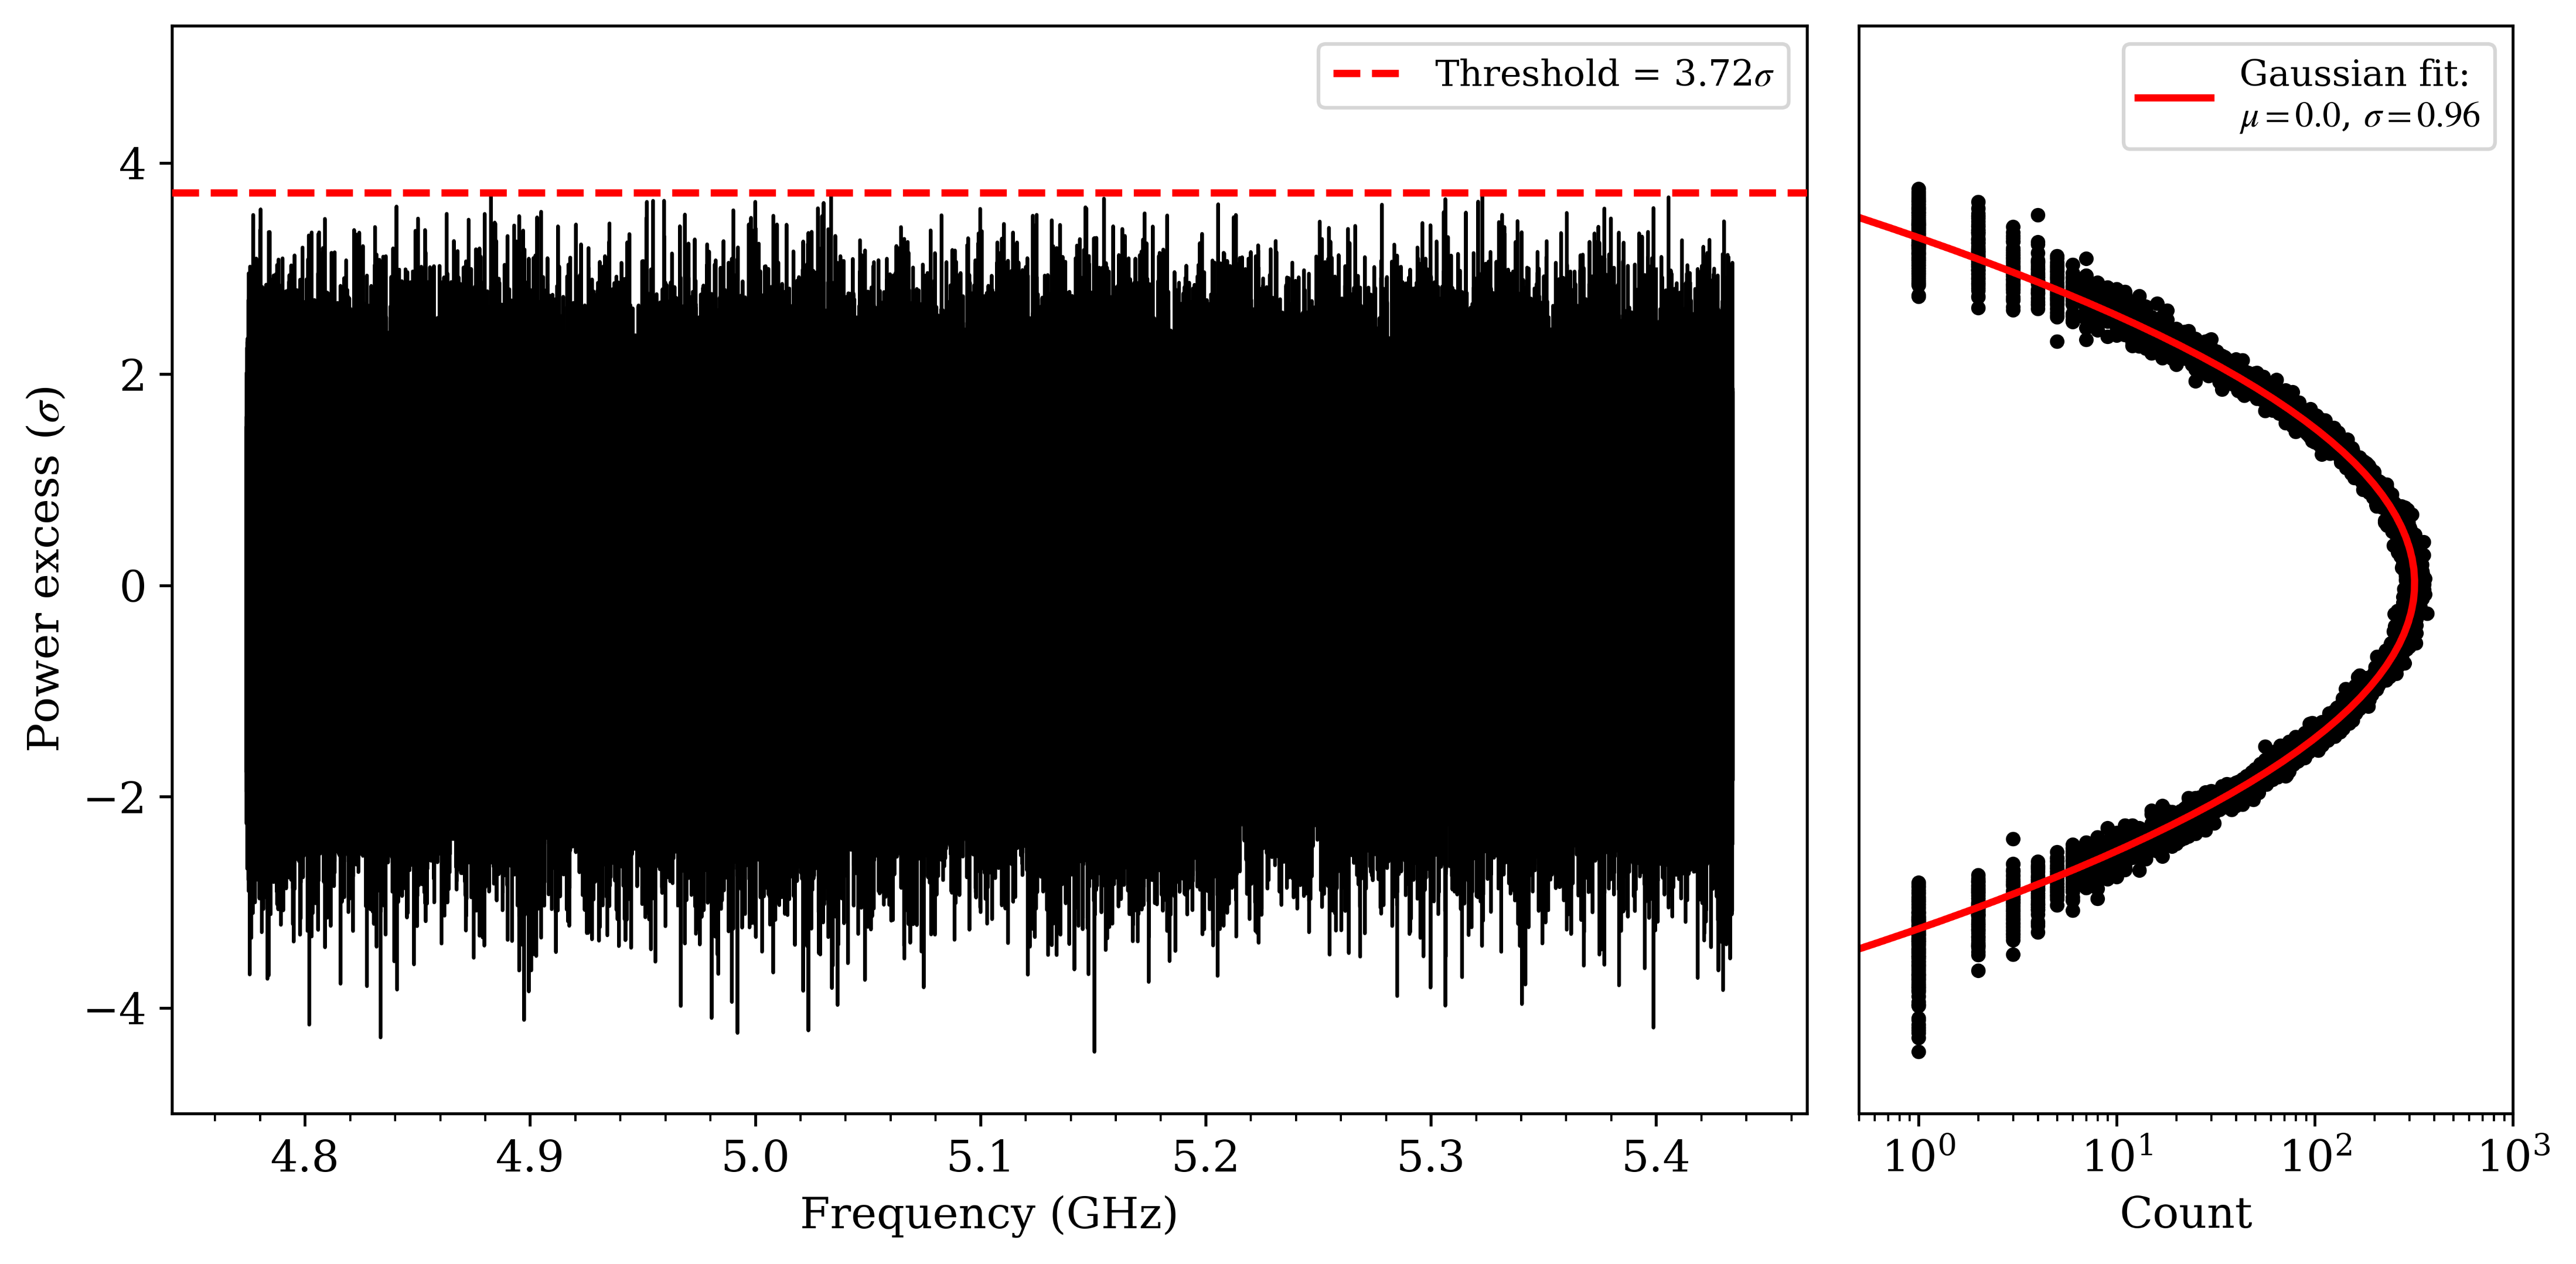 Threshold = 3.72σ
Gaussian fit:
μ=0.0, σ=0.96
Power excess (σ)
4
2
0
−2
−4
4.8 4.9 5.0 5.1 5.2 5.3 5.4
Frequency (GHz)
10⁰ 10¹ 10² 10³
Count